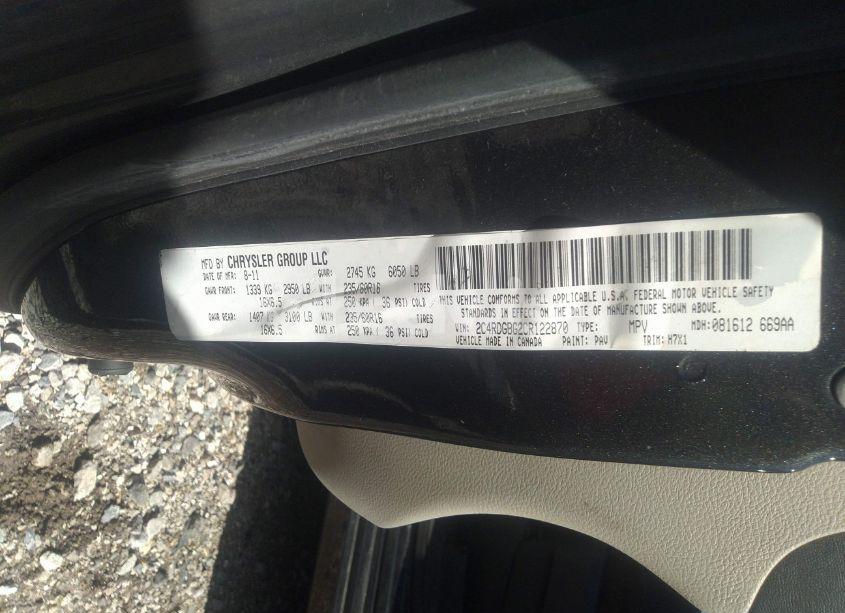 MFD BY CHRYSLER GROUP LLC
DATE OF MFR: 8-11 GVWR: 2745 KG 6050 LB
GAWR FRONT: 1339 KG 2950 LB WITH 235/60R16 TIRES
16X6.5 RIMS AT 250 KPA ( 36 PSI) COLD
GAWR REAR: 1407 KG 3100 LB WITH 235/60R16 TIRES
16X6.5 RIMS AT 250 KPA ( 36 PSI) COLD
THIS VEHICLE CONFORMS TO ALL APPLICABLE U.S.A. FEDERAL MOTOR VEHICLE SAFETY
STANDARDS IN EFFECT ON THE DATE OF MANUFACTURE SHOWN ABOVE.
VIN: 2C4RDGBG2CR122870 TYPE: MPV MDH: 081612 669AA
VEHICLE MADE IN CANADA PAINT: PAV TRIM: H7X1